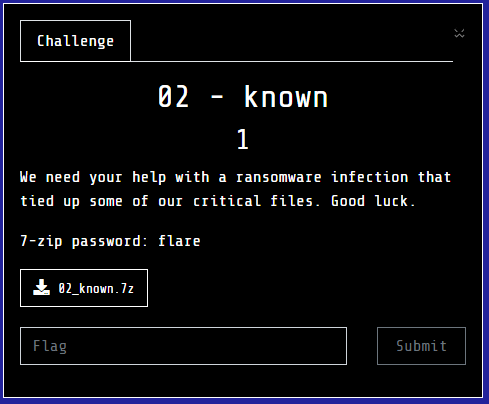 Challenge
02 - known
1
We need your help with a ransomware infection that
tied up some of our critical files. Good luck.
7-zip password: flare
02_known.7z
Flag
Submit